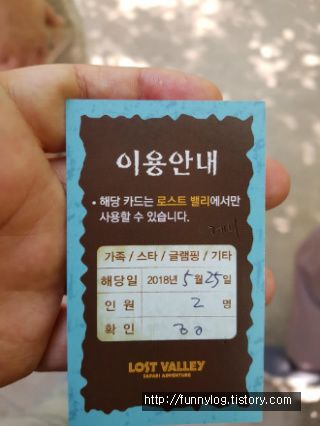 이용안내
• 해당 카드는 로스트 밸리에서만
사용할 수 있습니다.
가족 / 스타 / 글램핑 / 기타
해당일 2018년 5월 25일
인 원 2 명
확 인
LOST VALLEY
SAFARI ADVENTURE
http://funnylog.tistory.com